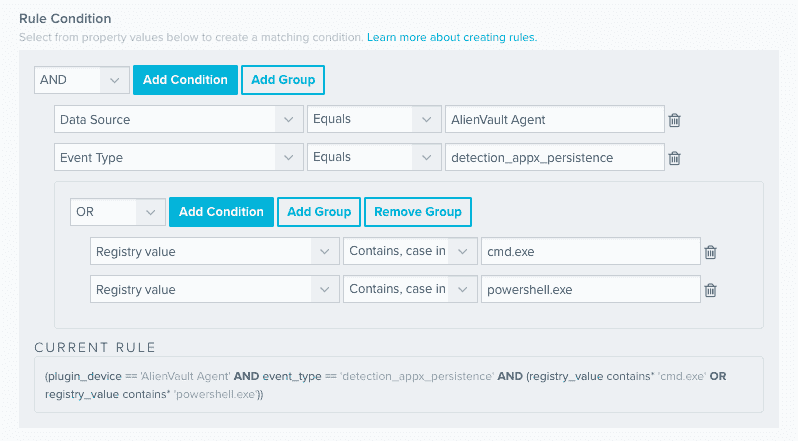 Rule Condition
Select from property values below to create a matching condition. Learn more about creating rules.
AND Add Condition Add Group
Data Source Equals AlienVault Agent
Event Type Equals detection_appx_persistence
OR Add Condition Add Group Remove Group
Registry value Contains, case in cmd.exe
Registry value Contains, case in powershell.exe
CURRENT RULE
(plugin_device == 'AlienVault Agent' AND event_type == 'detection_appx_persistence' AND (registry_value contains* 'cmd.exe' OR
registry_value contains* 'powershell.exe'))